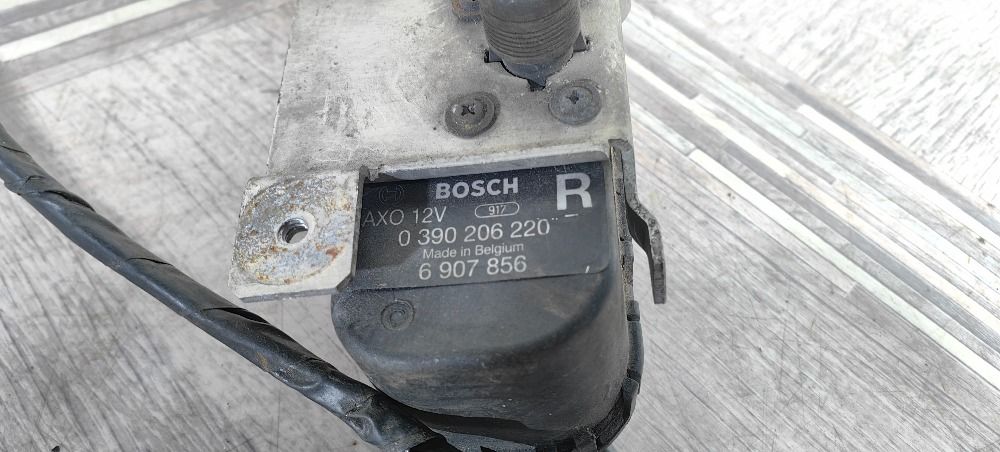 BOSCH R
AXO 12V 917
0 390 206 220
Made in Belgium
6 907 856